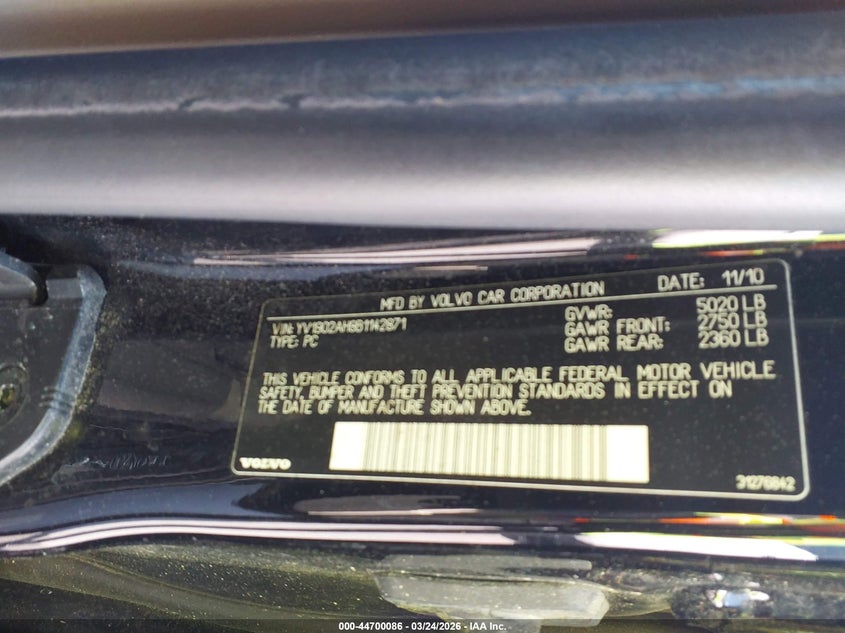 MFD BY VOLVO CAR CORPORATION DATE: 11/10
VIN:
TYPE: PC
GVWR: 5020 LB
GAWR FRONT: 2750 LB
GAWR REAR: 2360 LB
THIS VEHICLE CONFORMS TO ALL APPLICABLE FEDERAL MOTOR VEHICLE
SAFETY, BUMPER AND THEFT PREVENTION STANDARDS IN EFFECT ON
THE DATE OF MANUFACTURE SHOWN ABOVE.
VOLVO
000-44700086 - 03/24/2026 - IAA Inc.